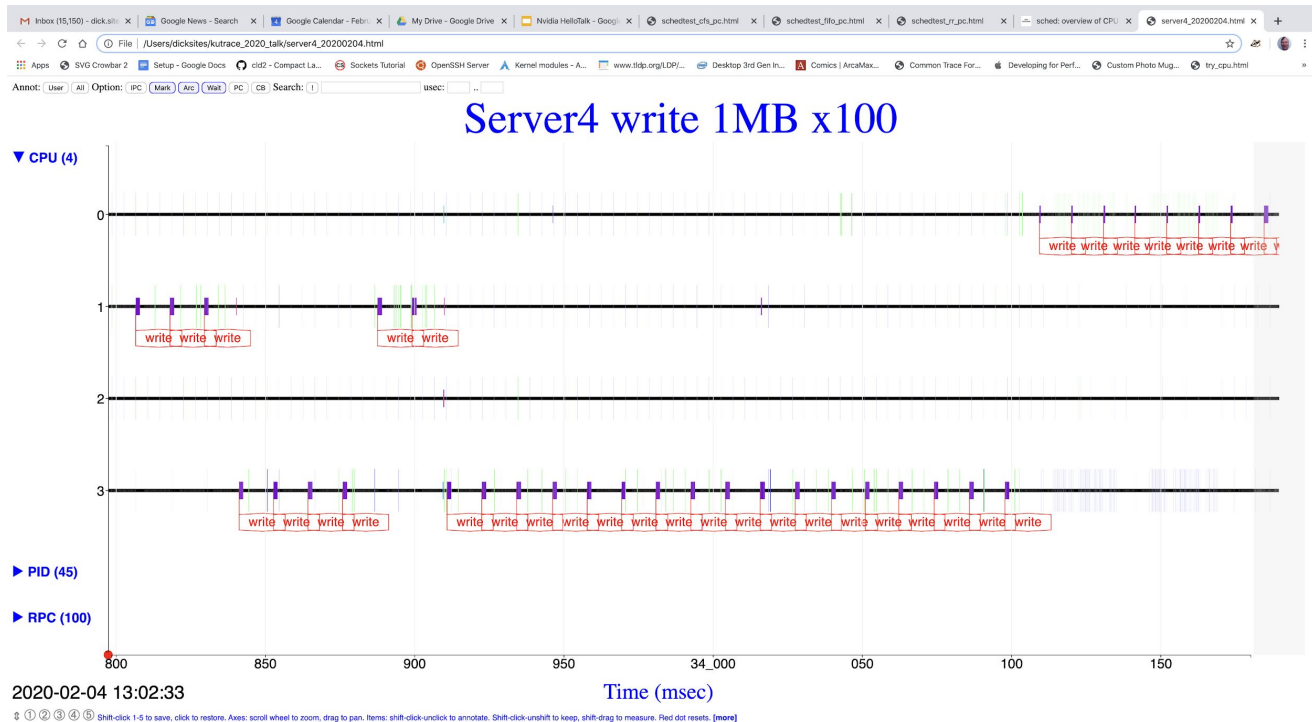 Inbox (15,150) - dick.site Google News - Search Google Calendar - Febru My Drive - Google Drive Nvidia HelloTalk - Google schedtest_cfs_pc.html schedtest_fifo_pc.html schedtest_rr_pc.html sched: overview of CPU server4_20200204.html
File | /Users/dicksites/kutrace_2020_talk/server4_20200204.html
Apps SVG Crowbar 2 Setup - Google Docs cld2 - Compact La... Sockets Tutorial OpenSSH Server Kernel modules - A... www.tldp.org/LDP/... Desktop 3rd Gen In... Comics | ArcaMax... Common Trace For... Developing for Perf... Custom Photo Mug... try_cpu.html »
Annot: User All Option: IPC Mark Arc Wait PC CB Search: ! usec: ..
Server4 write 1MB x100
▼ CPU (4)
0
write write write write write write write w
1
write write write write write
2
3
write write write write write write write write write write write write write write write write write write write write write
▶ PID (45)
▶ RPC (100)
800 850 900 950 34_000 050 100 150
2020-02-04 13:02:33 Time (msec)
⇕ ① ② ③ ④ ⑤ Shift-click 1-5 to save, click to restore. Axes: scroll wheel to zoom, drag to pan. Items: shift-click-unclick to annotate. Shift-click-unshift to keep, shift-drag to measure. Red dot resets. [more]